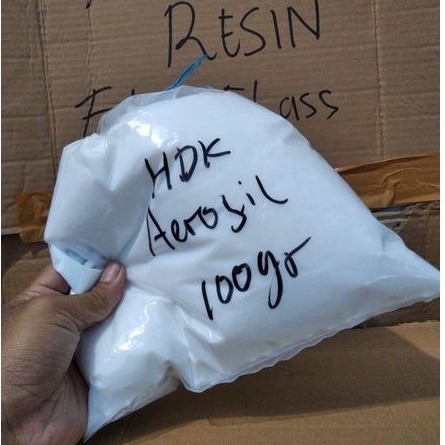 RESIN
HDK
Aerosil
100gr